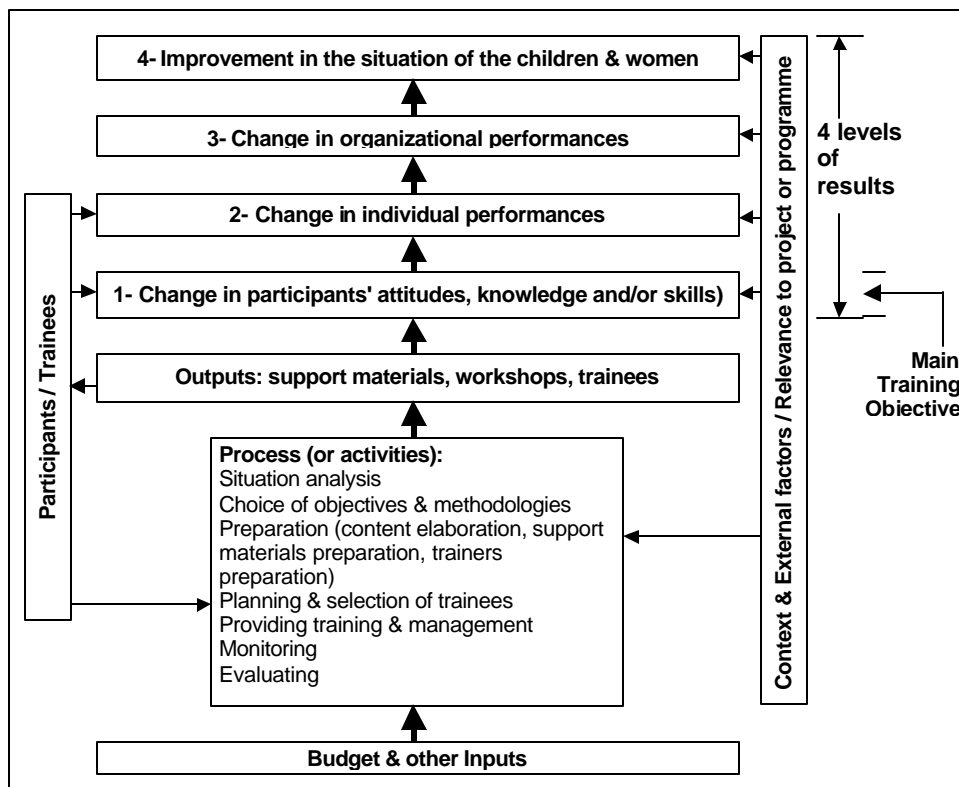 4- Improvement in the situation of the children & women
3- Change in organizational performances
2- Change in individual performances
1- Change in participants' attitudes, knowledge and/or skills)
Outputs: support materials, workshops, trainees
Process (or activities):
Situation analysis
Choice of objectives & methodologies
Preparation (content elaboration, support
materials preparation, trainers
preparation)
Planning & selection of trainees
Providing training & management
Monitoring
Evaluating
Budget & other Inputs
Participants / Trainees
Context & External factors / Relevance to project or programme
4 levels
of
results
Main
Training
Objective